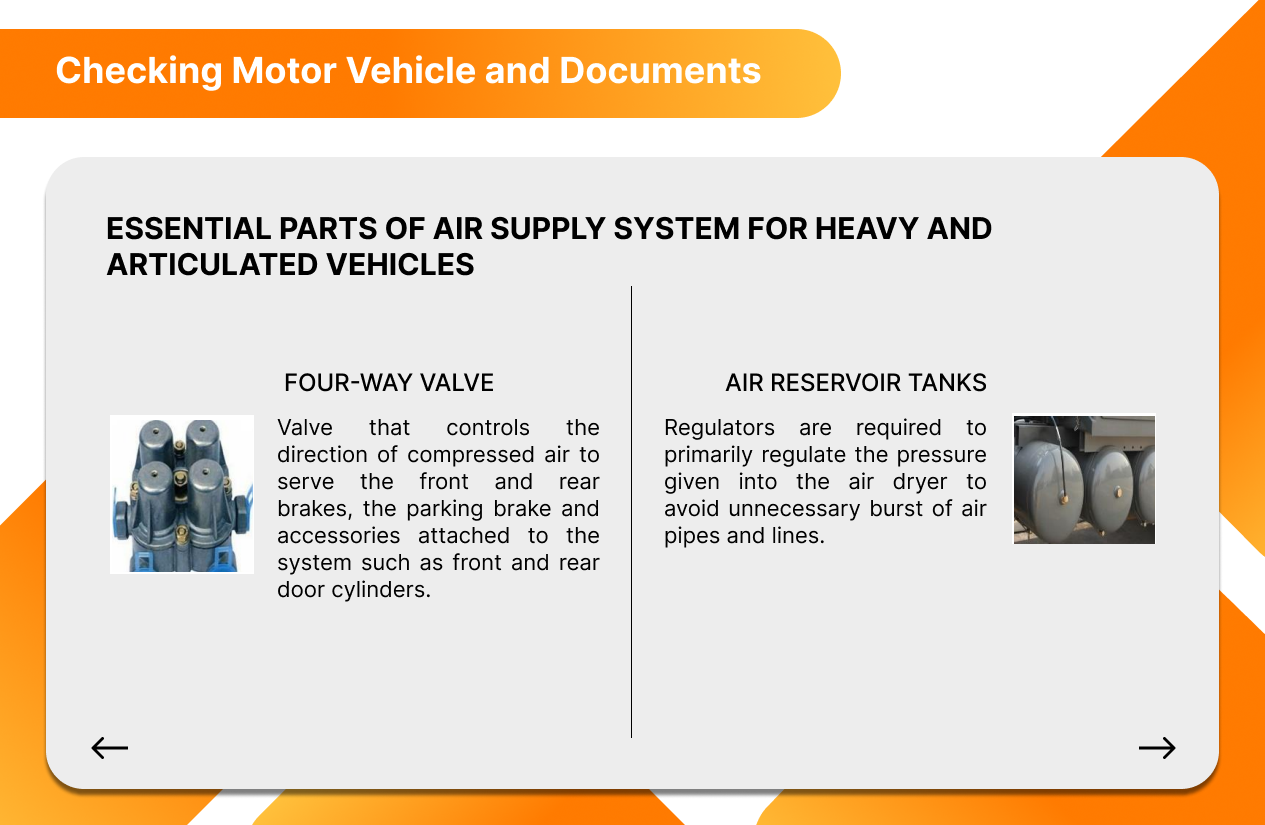 Checking Motor Vehicle and Documents
ESSENTIAL PARTS OF AIR SUPPLY SYSTEM FOR HEAVY AND
ARTICULATED VEHICLES
FOUR-WAY VALVE
Valve that controls the
direction of compressed air to
serve the front and rear
brakes, the parking brake and
accessories attached to the
system such as front and rear
door cylinders.
AIR RESERVOIR TANKS
Regulators are required to
primarily regulate the pressure
given into the air dryer to
avoid unnecessary burst of air
pipes and lines.